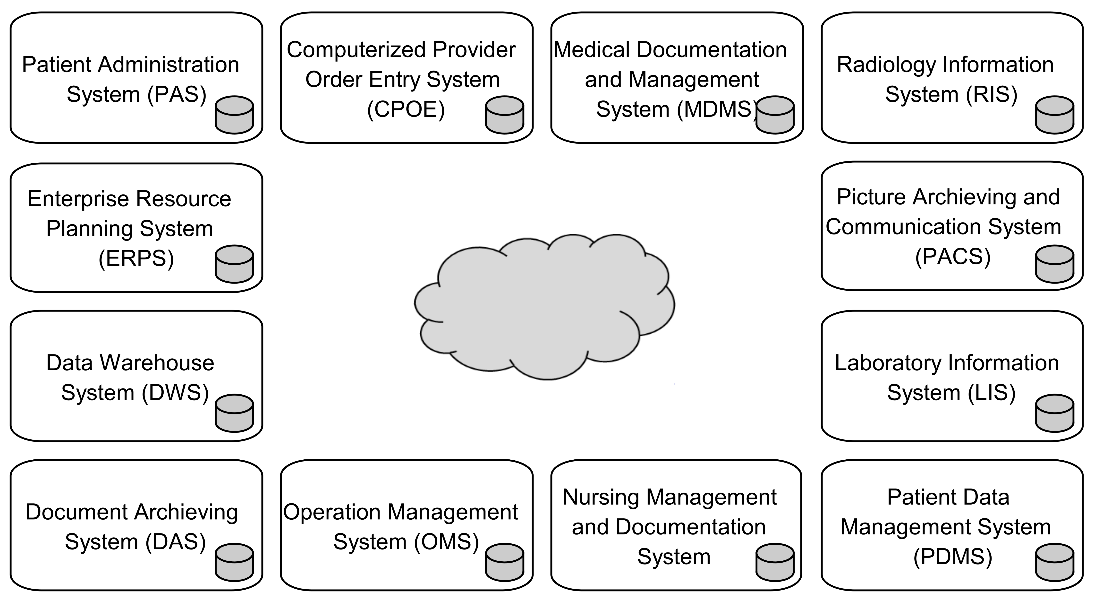 Patient Administration
System (PAS)
Computerized Provider
Order Entry System
(CPOE)
Medical Documentation
and Management
System (MDMS)
Radiology Information
System (RIS)
Enterprise Resource
Planning System
(ERPS)
Picture Archieving and
Communication System
(PACS)
Data Warehouse
System (DWS)
Laboratory Information
System (LIS)
Document Archieving
System (DAS)
Operation Management
System (OMS)
Nursing Management
and Documentation
System
Patient Data
Management System
(PDMS)